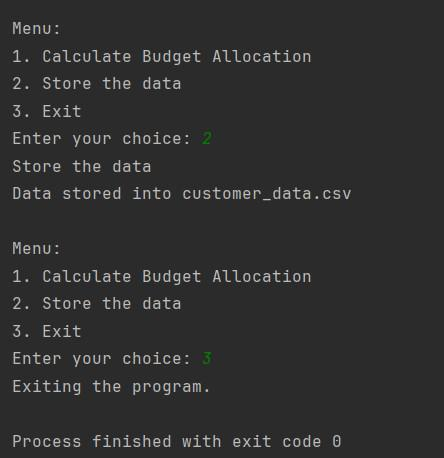 Menu:
1. Calculate Budget Allocation
2. Store the data
3. Exit
Enter your choice: 2
Store the data
Data stored into customer_data.csv
Menu:
1. Calculate Budget Allocation
2. Store the data
3. Exit
Enter your choice: 3
Exiting the program.
Process finished with exit code 0